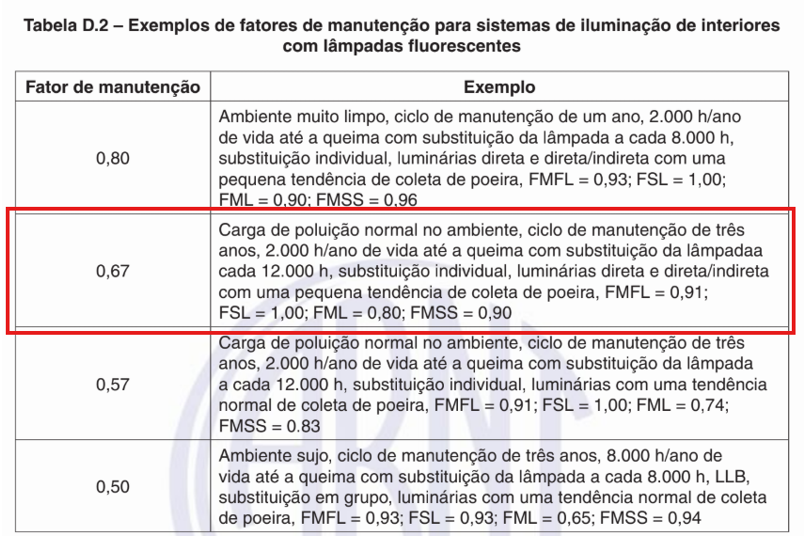 Tabela D.2 – Exemplos de fatores de manutenção para sistemas de iluminação de interiores
com lâmpadas fluorescentes
Fator de manutenção
Exemplo
0,80
Ambiente muito limpo, ciclo de manutenção de um ano, 2.000 h/ano
de vida até a queima com substituição da lâmpada a cada 8.000 h,
substituição individual, luminárias direta e direta/indireta com uma
pequena tendência de coleta de poeira, FMFL = 0,93; FSL = 1,00;
FML = 0,90; FMSS = 0,96
0,67
Carga de poluição normal no ambiente, ciclo de manutenção de três
anos, 2.000 h/ano de vida até a queima com substituição da lâmpadaa
cada 12.000 h, substituição individual, luminárias direta e direta/indireta
com uma pequena tendência de coleta de poeira, FMFL = 0,91;
FSL = 1,00; FML = 0,80; FMSS = 0,90
0,57
Carga de poluição normal no ambiente, ciclo de manutenção de três
anos, 2.000 h/ano de vida até a queima com substituição da lâmpada
a cada 12.000 h, substituição individual, luminárias com uma tendência
normal de coleta de poeira, FMFL = 0,91; FSL = 1,00; FML = 0,74;
FMSS = 0.83
0,50
Ambiente sujo, ciclo de manutenção de três anos, 8.000 h/ano de
vida até a queima com substituição da lâmpada a cada 8.000 h, LLB,
substituição em grupo, luminárias com uma tendência normal de coleta
de poeira, FMFL = 0,93; FSL = 0,93; FML = 0,65; FMSS = 0,94
ABNT